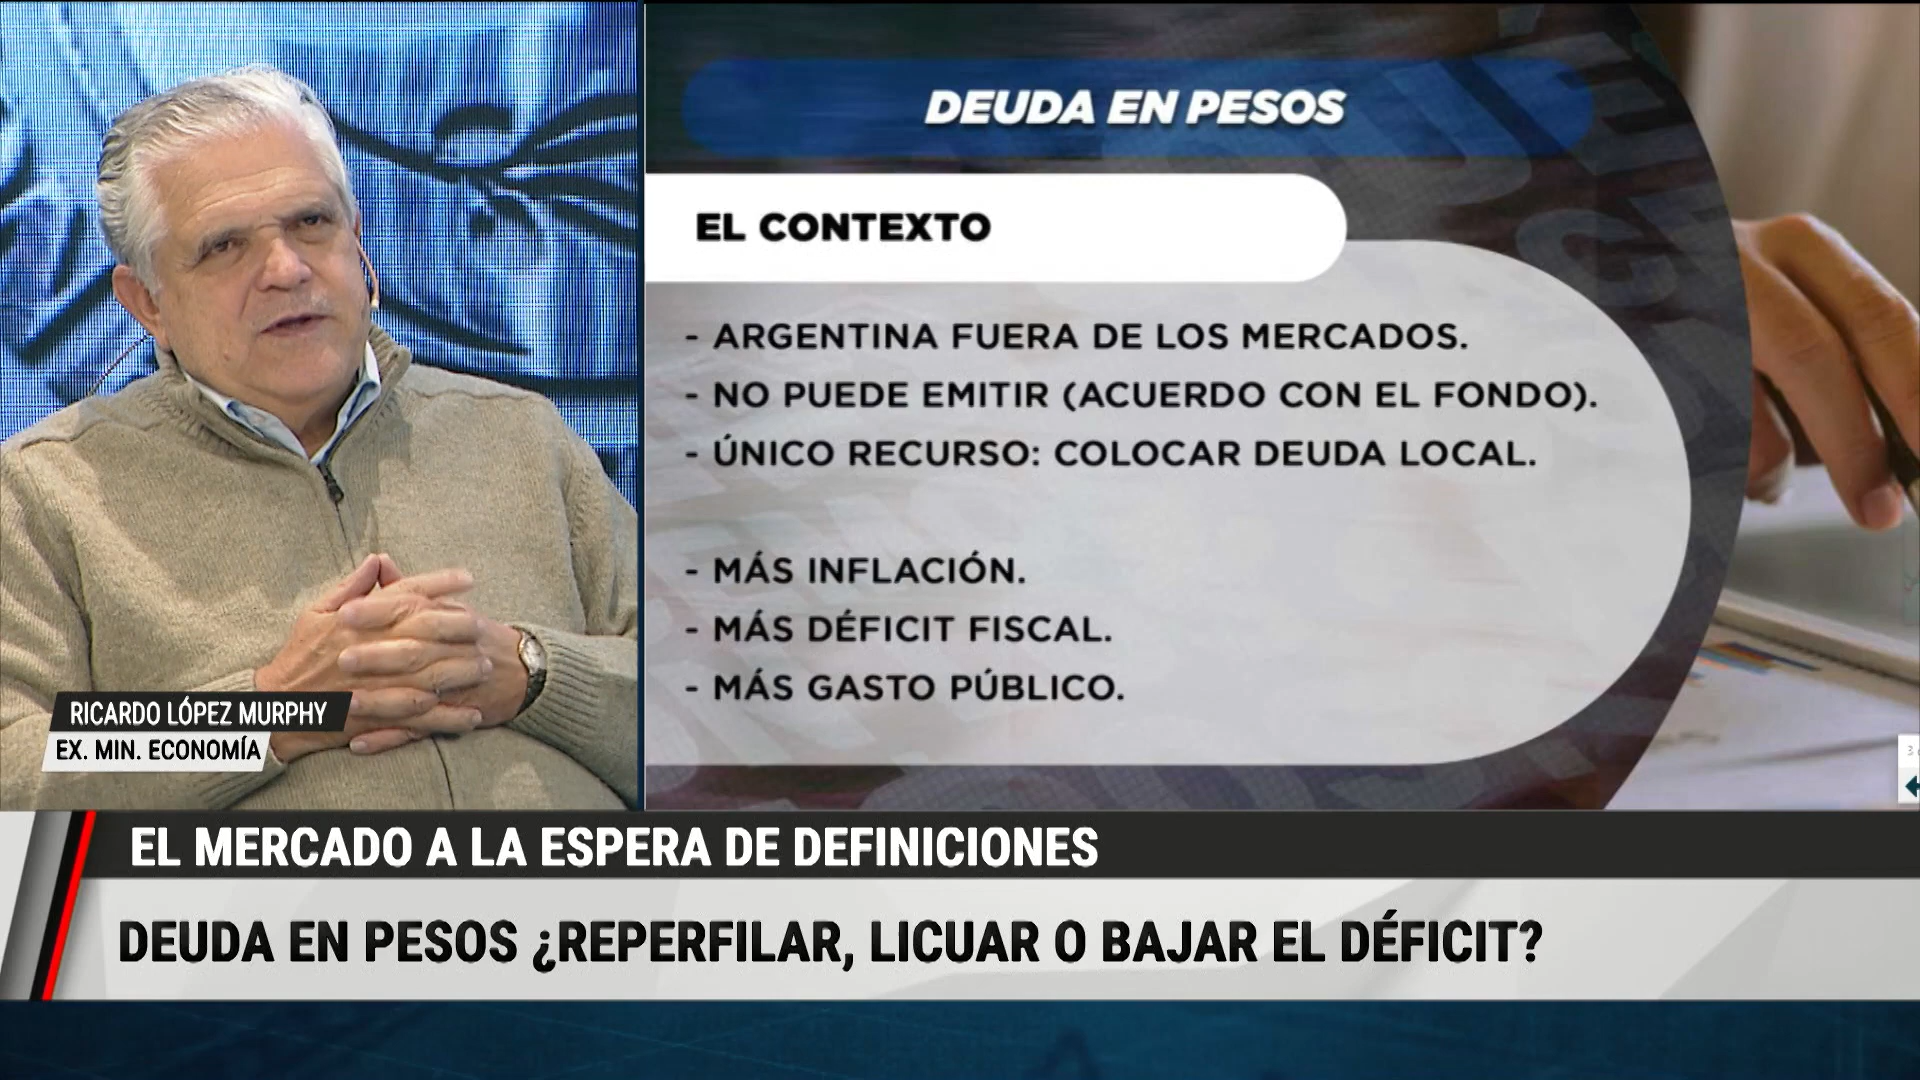 DEUDA EN PESOS
EL CONTEXTO
- ARGENTINA FUERA DE LOS MERCADOS.
- NO PUEDE EMITIR (ACUERDO CON EL FONDO).
- ÚNICO RECURSO: COLOCAR DEUDA LOCAL.
- MÁS INFLACIÓN.
- MÁS DÉFICIT FISCAL.
- MÁS GASTO PÚBLICO.
RICARDO LÓPEZ MURPHY
EX. MIN. ECONOMÍA
EL MERCADO A LA ESPERA DE DEFINICIONES
DEUDA EN PESOS ¿REPERFILAR, LICUAR O BAJAR EL DÉFICIT?